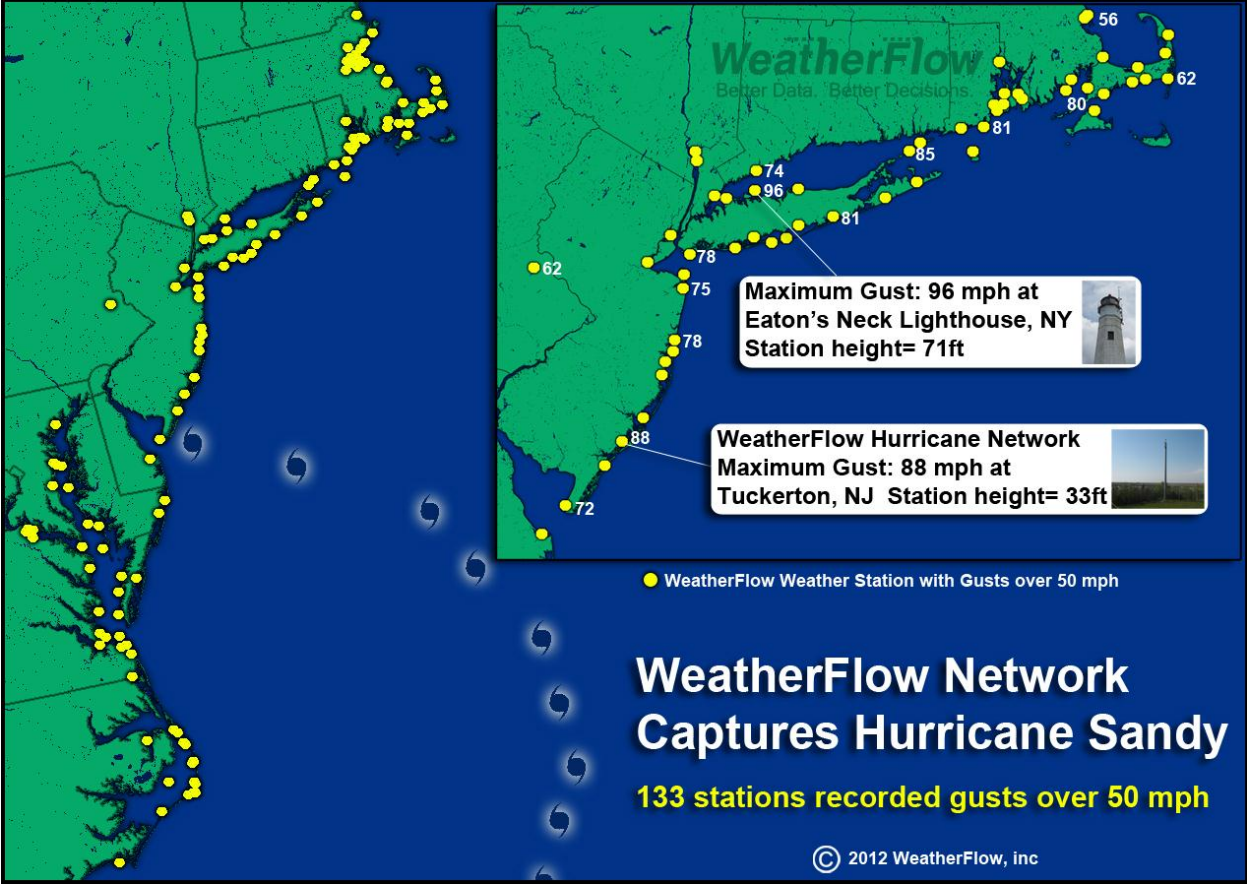 WeatherFlow
Better Data. Better Decisions.
56
62
80
81
85
74
96
81
62
78
75
Maximum Gust: 96 mph at
Eaton's Neck Lighthouse, NY
Station height= 71ft
78
88
WeatherFlow Hurricane Network
Maximum Gust: 88 mph at
Tuckerton, NJ Station height= 33ft
72
WeatherFlow Weather Station with Gusts over 50 mph
WeatherFlow Network
Captures Hurricane Sandy
133 stations recorded gusts over 50 mph
© 2012 WeatherFlow, inc